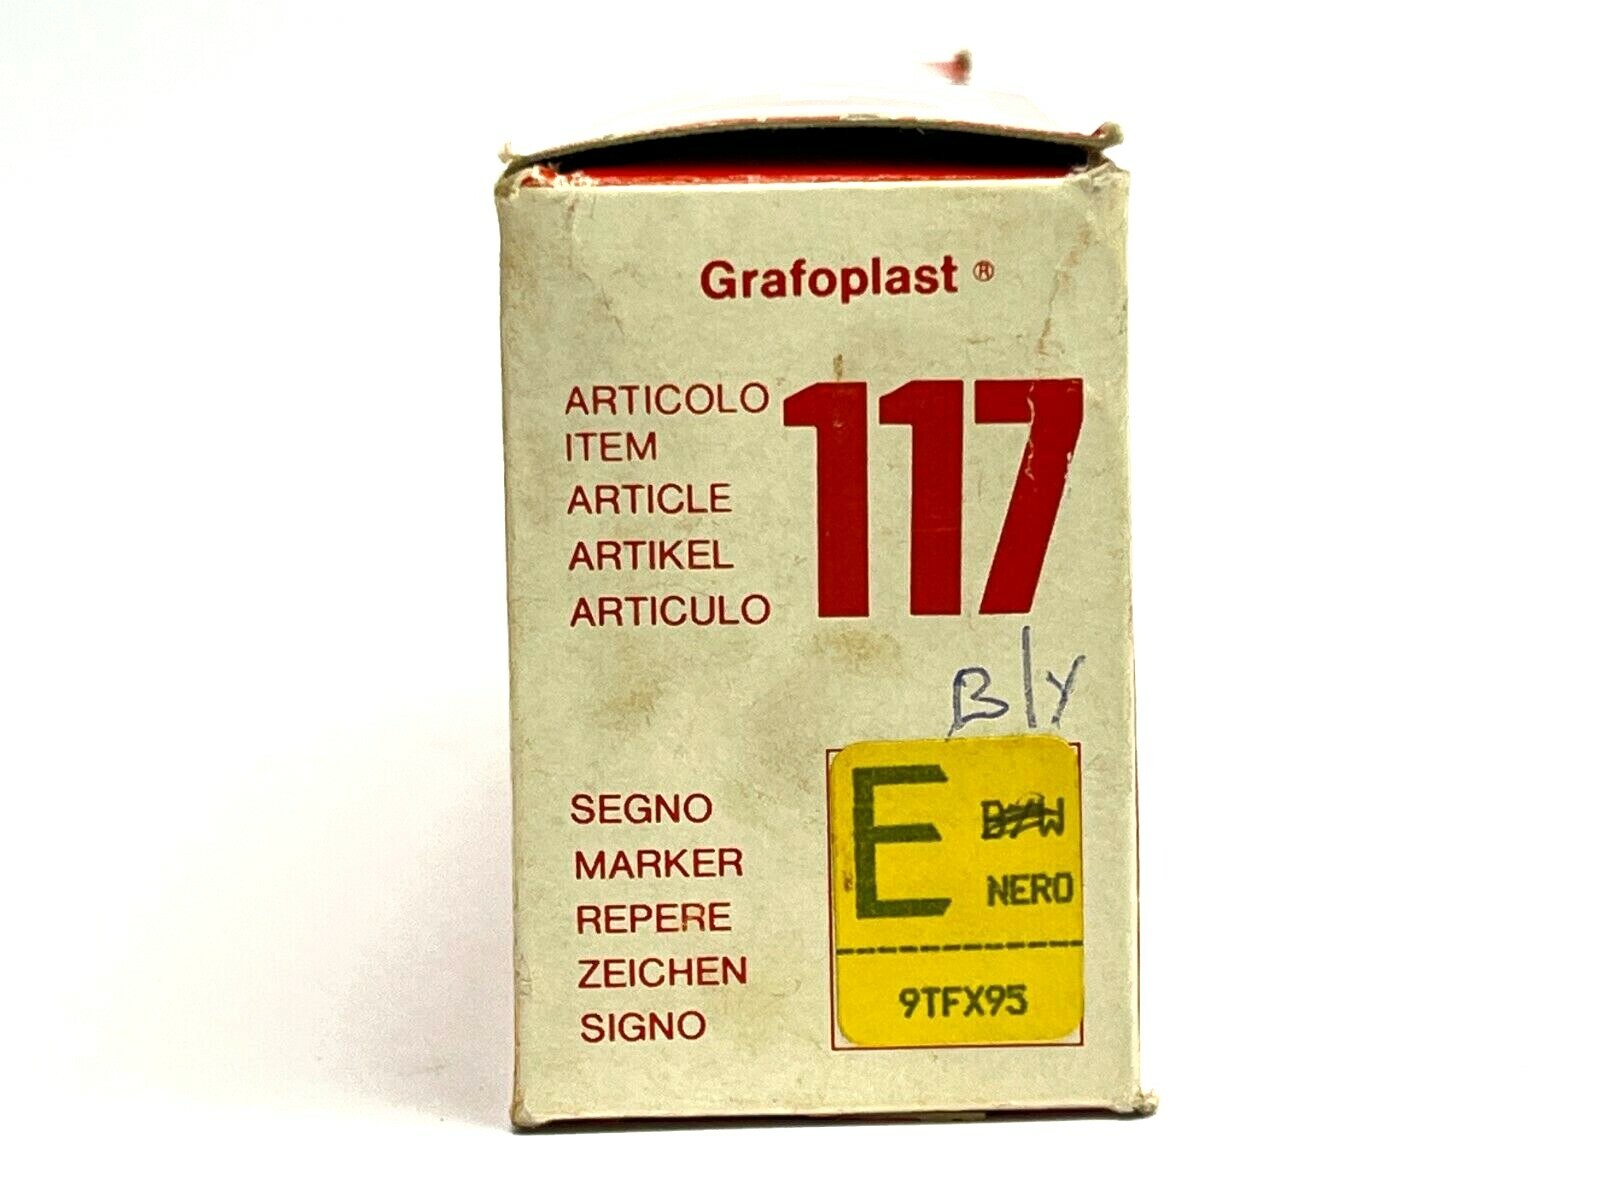 Grafoplast ®
ARTICOLO
ITEM
ARTICLE
ARTIKEL
ARTICULO
117
B/Y
SEGNO
MARKER
REPERE
ZEICHEN
SIGNO
E
B/W
NERO
9TFX95